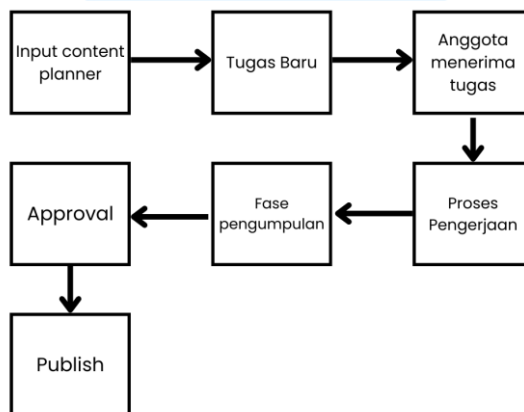 Input content
planner
Tugas Baru
Anggota
menerima
tugas
Proses
Pengerjaan
Fase
pengumpulan
Approval
Publish